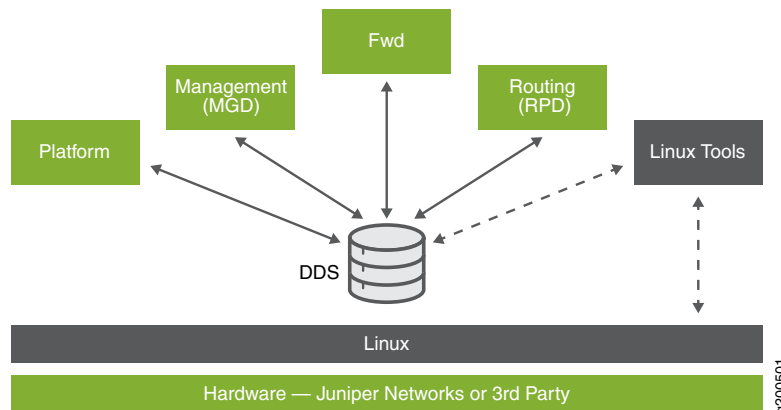 Fwd
Management
(MGD)
Routing
(RPD)
Platform
Linux Tools
DDS
Linux
Hardware — Juniper Networks or 3rd Party